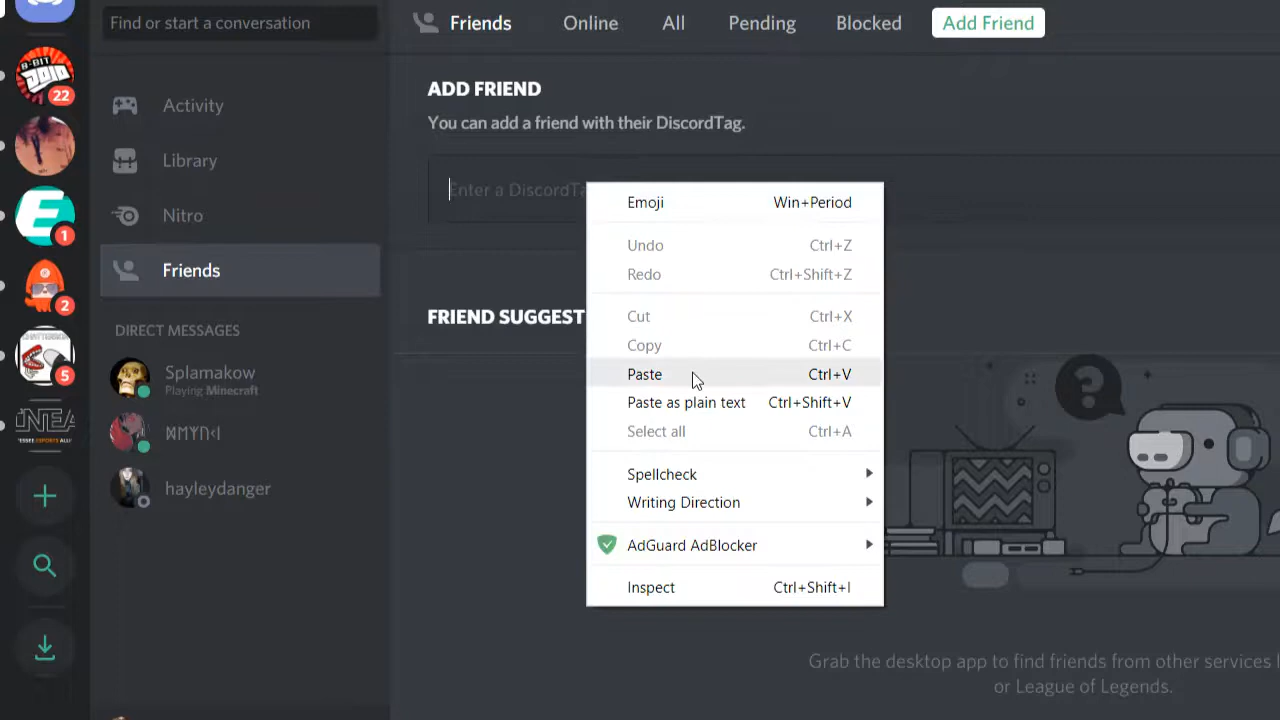 Find or start a conversation
Friends
Online
All
Pending
Blocked
Add Friend
8-BIT
22
1
2
5
Activity
Library
Nitro
Friends
DIRECT MESSAGES
Splamakow
Playing Minecraft
hayleydanger
ADD FRIEND
You can add a friend with their DiscordTag.
Enter a DiscordTa
FRIEND SUGGEST
Emoji Win+Period
Undo Ctrl+Z
Redo Ctrl+Shift+Z
Cut Ctrl+X
Copy Ctrl+C
Paste Ctrl+V
Paste as plain text Ctrl+Shift+V
Select all Ctrl+A
Spellcheck
Writing Direction
AdGuard AdBlocker
Inspect Ctrl+Shift+I
Grab the desktop app to find friends from other services
or League of Legends.